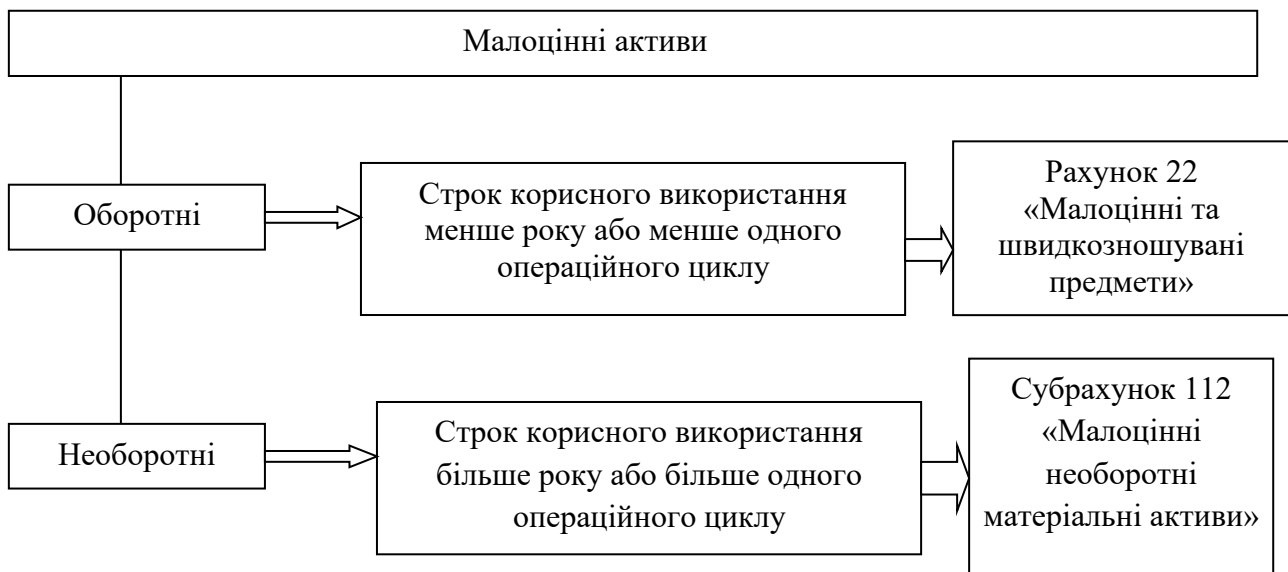 Малоцінні активи
Оборотні
Строк корисного використання
менше року або менше одного
операційного циклу
Рахунок 22
«Малоцінні та
швидкозношувані
предмети»
Необоротні
Строк корисного використання
більше року або більше одного
операційного циклу
Субрахунок 112
«Малоцінні
необоротні
матеріальні активи»